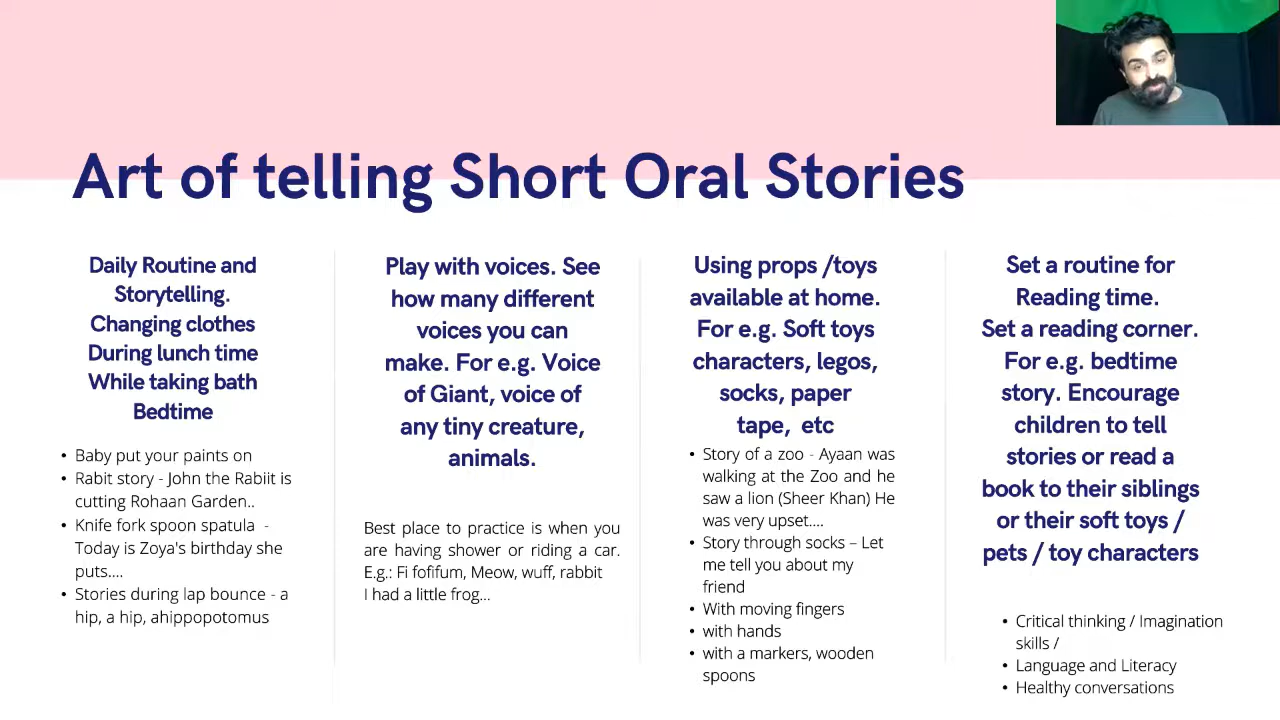 Art of telling Short Oral Stories
Daily Routine and
Storytelling.
Changing clothes
During lunch time
While taking bath
Bedtime
• Baby put your paints on
• Rabit story - John the Rabiit is
cutting Rohaan Garden..
• Knife fork spoon spatula -
Today is Zoya's birthday she
puts....
• Stories during lap bounce - a
hip, a hip, ahippopotomus
Play with voices. See
how many different
voices you can
make. For e.g. Voice
of Giant, voice of
any tiny creature,
animals.
Best place to practice is when you
are having shower or riding a car.
E.g.: Fi fofifum, Meow, wuff, rabbit
I had a little frog...
Using props /toys
available at home.
For e.g. Soft toys
characters, legos,
socks, paper
tape, etc
• Story of a zoo - Ayaan was
walking at the Zoo and he
saw a lion (Sheer Khan) He
was very upset....
• Story through socks – Let
me tell you about my
friend
• With moving fingers
• with hands
• with a markers, wooden
spoons
Set a routine for
Reading time.
Set a reading corner.
For e.g. bedtime
story. Encourage
children to tell
stories or read a
book to their siblings
or their soft toys /
pets / toy characters
• Critical thinking / Imagination
skills /
• Language and Literacy
• Healthy conversations